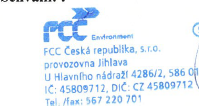 FCC Environment
FCC Česká republika, s.r.o.
provozovna Jihlava
U Hlavního nádraží 4286/2, 586 01
IČ: 45809712, DIČ: CZ 45809712
Tel./fax: 567 220 701